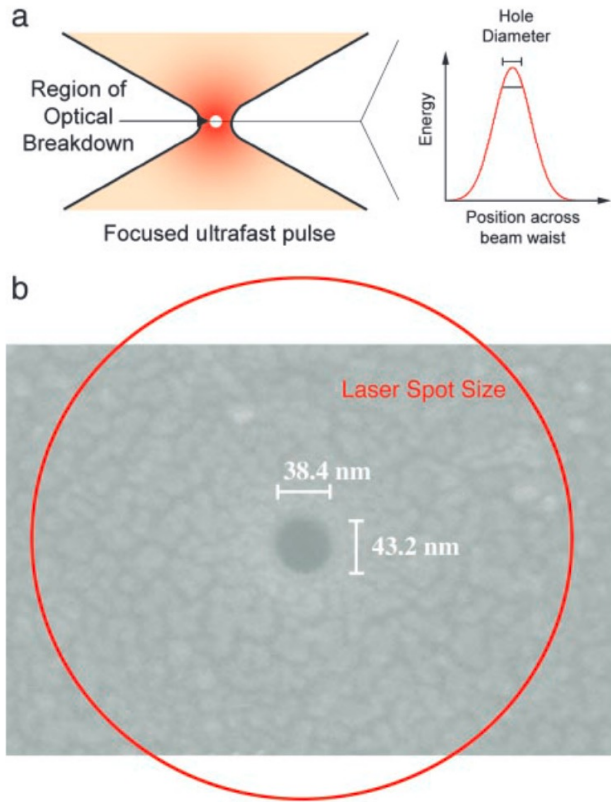 a
Region of
Optical
Breakdown
Focused ultrafast pulse
Hole
Diameter
Energy
Position across
beam waist
b
Laser Spot Size
38.4 nm
43.2 nm